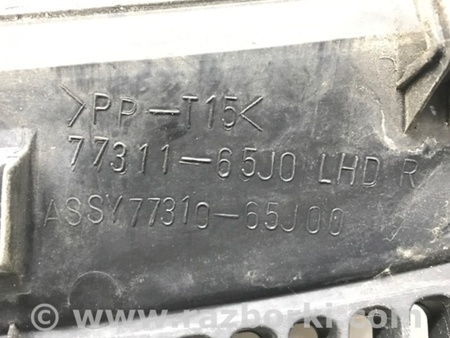 >PP-T15<
77311-65J0 LHD R
ASSY77310-65J00
© www.razborki.com